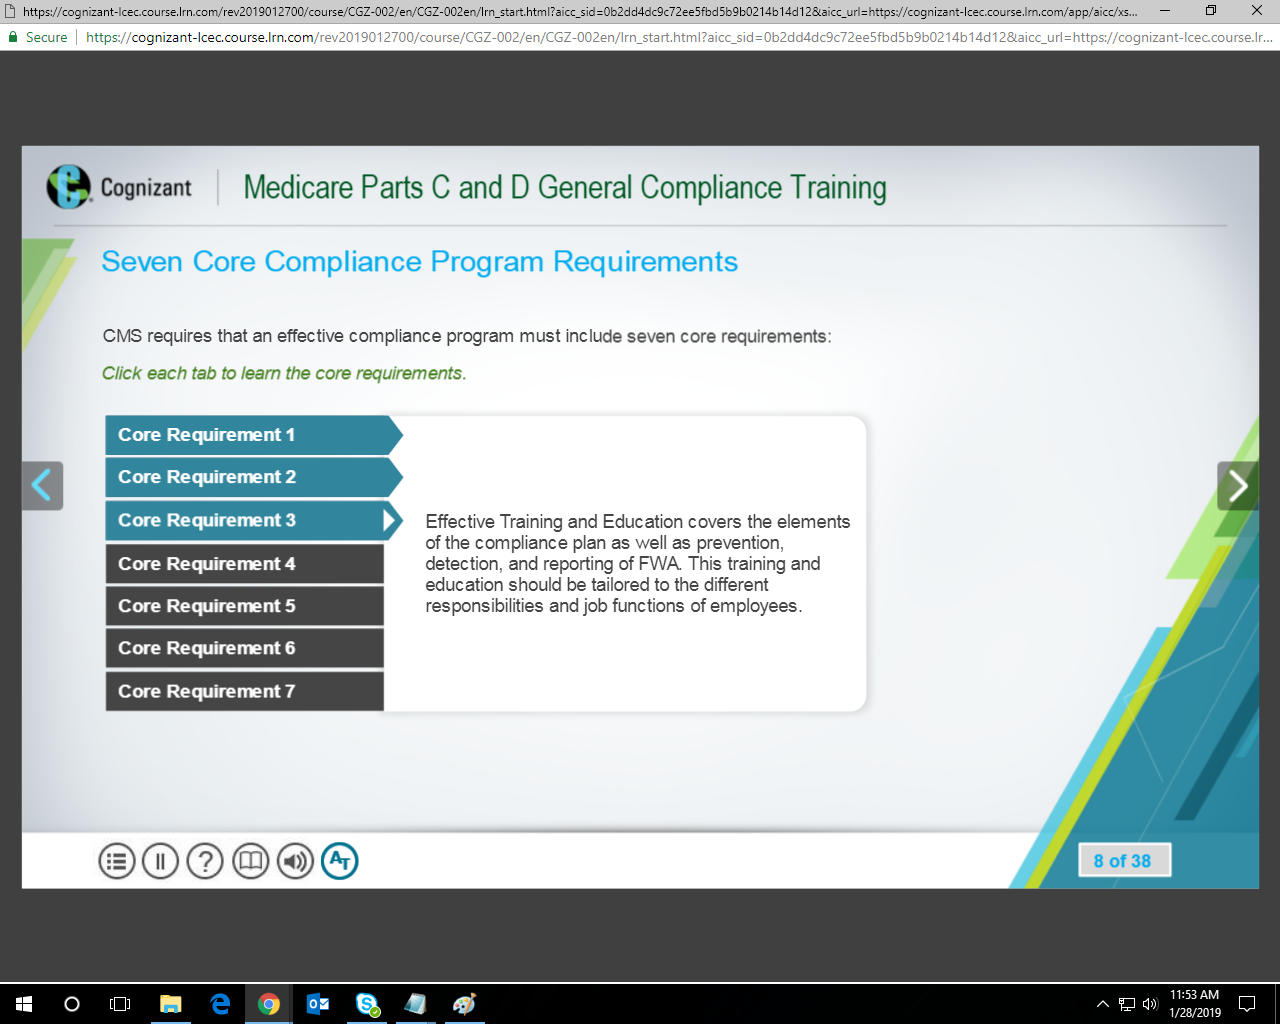 https://cognizant-lcec.course.lrn.com/rev2019012700/course/CGZ-002/en/CGZ-002en/lrn_start.html?aicc_sid=0b2dd4dc9c72ee5fbd5b9b0214b14d12&aicc_url=https://cognizant-lcec.course.lrn.com/app/aicc/xs...
Secure https://cognizant-lcec.course.lrn.com/rev2019012700/course/CGZ-002/en/CGZ-002en/lrn_start.html?aicc_sid=0b2dd4dc9c72ee5fbd5b9b0214b14d12&aicc_url=https://cognizant-lcec.course.lr...
Cognizant Medicare Parts C and D General Compliance Training
Seven Core Compliance Program Requirements
CMS requires that an effective compliance program must include seven core requirements:
Click each tab to learn the core requirements.
Core Requirement 1
Core Requirement 2
Core Requirement 3
Core Requirement 4
Core Requirement 5
Core Requirement 6
Core Requirement 7
Effective Training and Education covers the elements
of the compliance plan as well as prevention,
detection, and reporting of FWA. This training and
education should be tailored to the different
responsibilities and job functions of employees.
AT
8 of 38
11:53 AM
1/28/2019